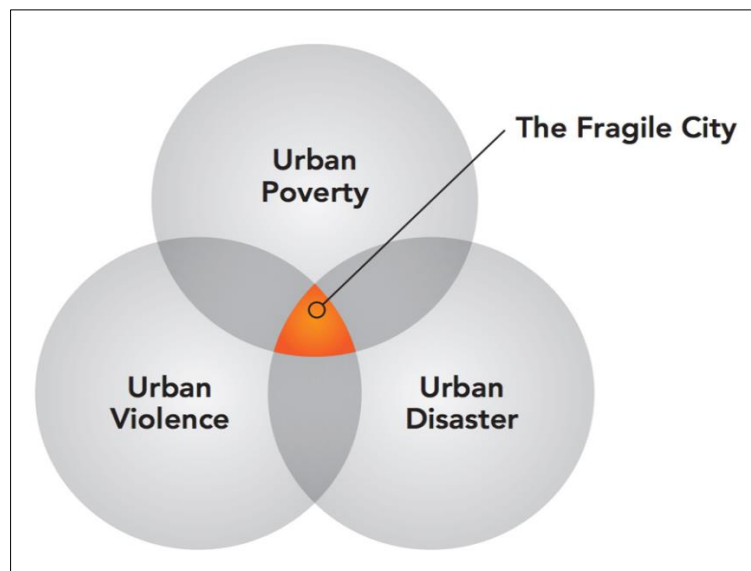 The Fragile City
Urban
Poverty
Urban
Violence
Urban
Disaster